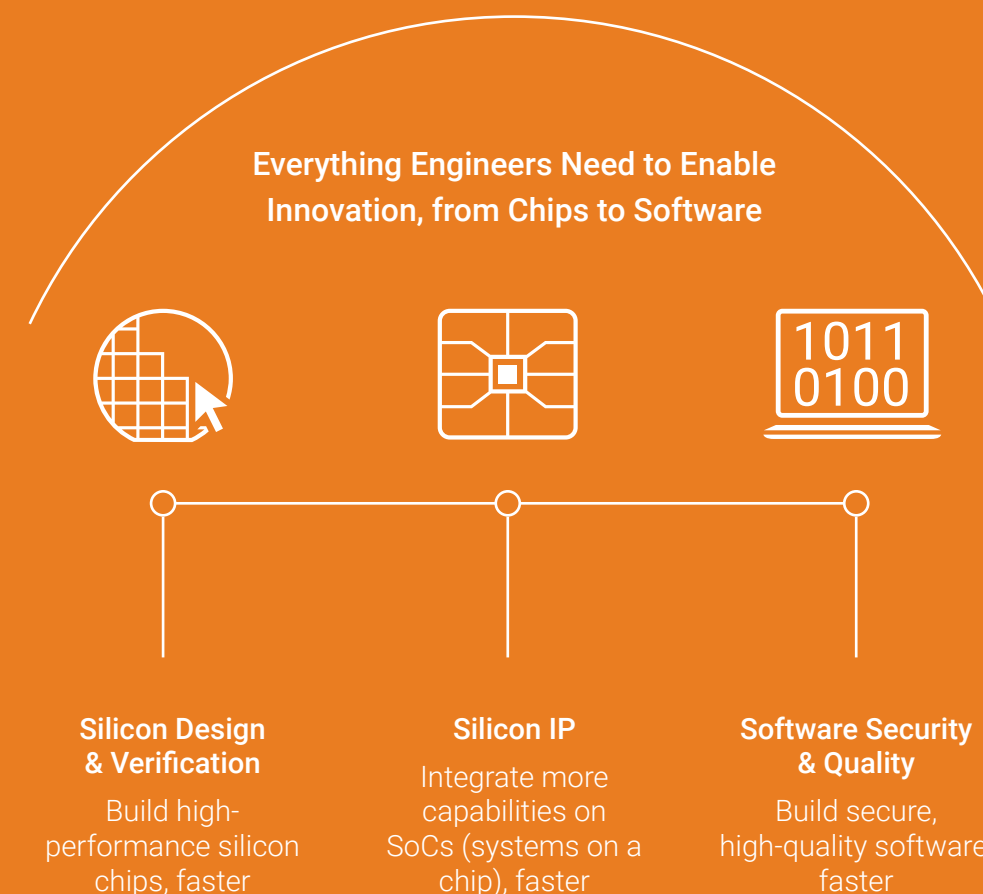 Everything Engineers Need to Enable
Innovation, from Chips to Software
1011
0100
Silicon Design
& Verification
Build high-
performance silicon
chips, faster
Silicon IP
Integrate more
capabilities on
SoCs (systems on a
chip), faster
Software Security
& Quality
Build secure,
high-quality software
faster